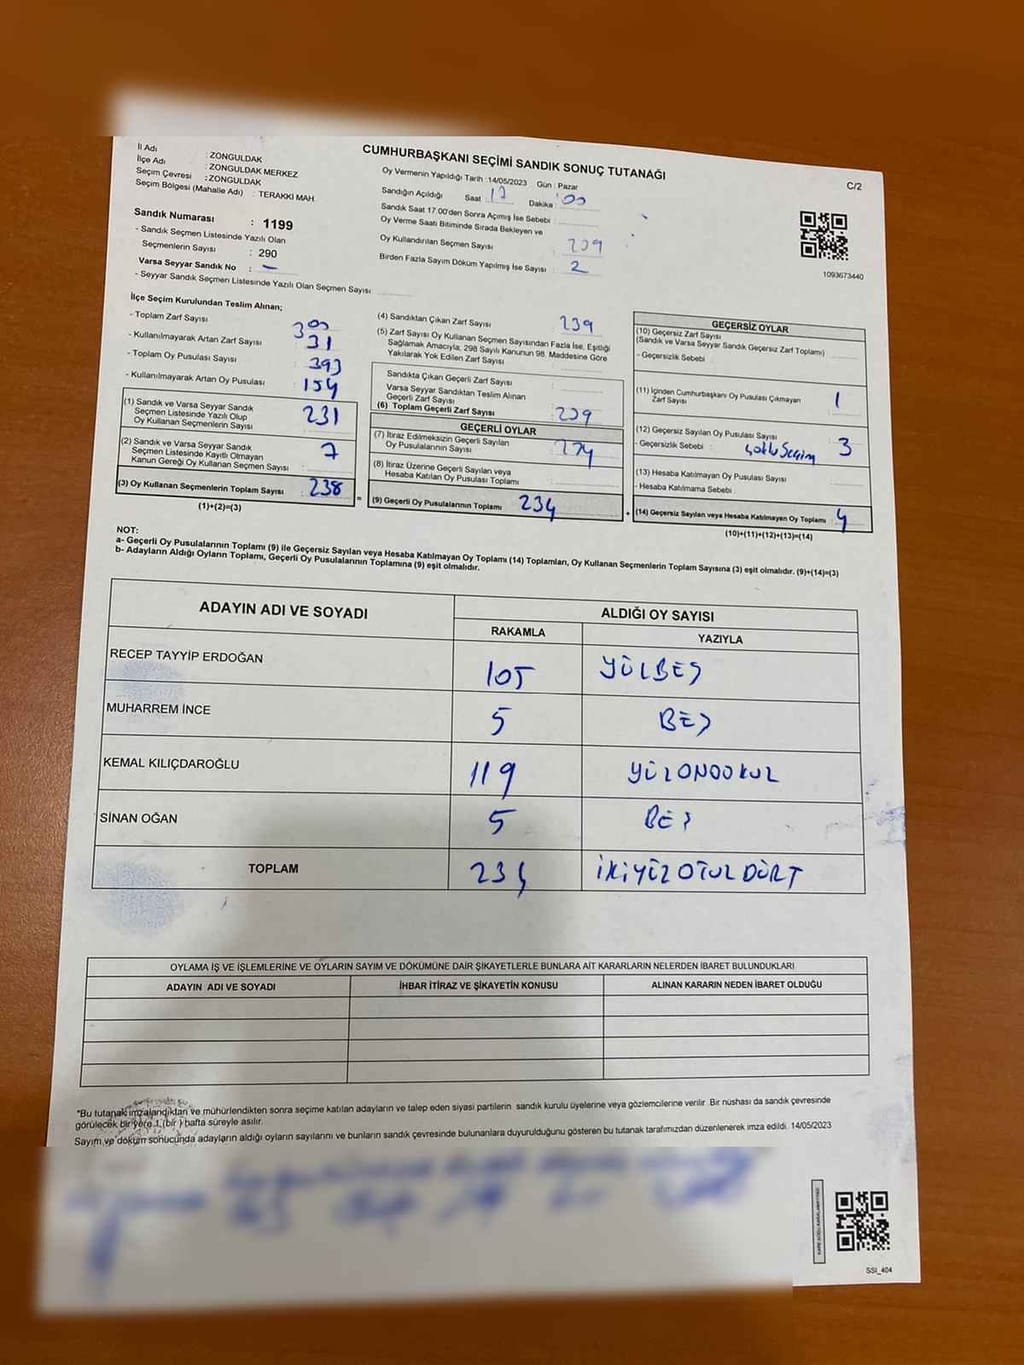 CUMHURBAŞKANI SEÇİMİ SANDIK SONUÇ TUTANAĞI
C/2
İl Adı : ZONGULDAK
İlçe Adı : ZONGULDAK MERKEZ
Seçim Çevresi : ZONGULDAK
Seçim Bölgesi (Mahalle Adı) : TERAKKI MAH
Sandık Numarası : 1199
- Sandık Seçmen Listesinde Yazılı Olan
Seçmenlerin Sayısı : 290
Varsa Seyyar Sandık No : -
- Seyyar Sandık Seçmen Listesinde Yazılı Olan Seçmen Sayısı
Oy Vermenin Yapıldığı Tarih : 14/05/2023 Gün : Pazar
Sandığın Açıldığı Saat 17 Dakika : 00
Sandık Saat 17.00'den Sonra Açımış İse Sebebi :
Oy Verme Saati Bitiminde Sırada Bekleyen ve
Oy Kullandırılan Seçmen Sayısı 239
Birden Fazla Sayım Döküm Yapılmış İse Sayısı 2
1093673440
İlçe Seçim Kurulundan Teslim Alınan;
- Toplam Zarf Sayısı 300
- Kullanılmayarak Artan Zarf Sayısı 31
- Toplam Oy Pusulası Sayısı 393
- Kullanılmayarak Artan Oy Pusulası 154
(1) Sandık ve Varsa Seyyar Sandık
Seçmen Listesinde Yazılı Olup
Oy Kullanan Seçmenlerin Sayısı 231
(2) Sandık ve Varsa Seyyar Sandık
Seçmen Listesinde Kayıtlı Olmayan
Kanun Gereği Oy Kullanan Seçmen Sayısı 7
(3) Oy Kullanan Seçmenlerin Toplam Sayısı 238
(1)+(2)=(3)
(4) Sandıktan Çıkan Zarf Sayısı 239
(5) Zarf Sayısı Oy Kullanan Seçmen Sayısından Fazla İse, Eşitliği
Sağlamak Amacıyla, 298 Sayılı Kanunun 98. Maddesine Göre
Yakılarak Yok Edilen Zarf Sayısı
Sandıkta Çıkan Geçerli Zarf Sayısı
Varsa Seyyar Sandıktan Teslim Alınan
Geçerli Zarf Sayısı
(6) Toplam Geçerli Zarf Sayısı 239
GEÇERLİ OYLAR
(7) İtiraz Edilmeksizin Geçerli Sayılan
Oy Pusulalarının Sayısı 234
(8) İtiraz Üzerine Geçerli Sayılan veya
Hesaba Katılan Oy Pusulası Toplamı
= (9) Geçerli Oy Pusulalarının Toplamı 234
GEÇERSİZ OYLAR
(10) Geçersiz Zarf Sayısı
(Sandık ve Varsa Seyyar Sandık Geçersiz Zarf Toplamı)
- Geçersizlik Sebebi
(11) İçinden Cumhurbaşkanı Oy Pusulası Çıkmayan
Zarf Sayısı 1
(12) Geçersiz Sayılan Oy Pusulası Sayısı 3
- Geçersizlik Sebebi : Çoklu Seçim
(13) Hesaba Katılmayan Oy Pusulası Sayısı
- Hesaba Katılmama Sebebi
+ (14) Geçersiz Sayılan veya Hesaba Katılmayan Oy Toplamı 4
(10)+(11)+(12)+(13)=(14)
NOT:
a- Geçerli Oy Pusulalarının Toplamı (9) ile Geçersiz Sayılan veya Hesaba Katılmayan Oy Toplamı (14) Toplamları, Oy Kullanan Seçmenlerin Toplam Sayısına (3) eşit olmalıdır. (9)+(14)=(3)
b- Adayların Aldığı Oyların Toplamı, Geçerli Oy Pusulalarının Toplamına (9) eşit olmalıdır.
ADAYIN ADI VE SOYADI ALDIĞI OY SAYISI
RAKAMLA YAZIYLA
RECEP TAYYİP ERDOĞAN 105 YÜZBEŞ
MUHARREM İNCE 5 BEŞ
KEMAL KILIÇDAROĞLU 119 YÜZONDOKUZ
SİNAN OĞAN 5 BEŞ
TOPLAM 234 İKİYÜZ OTUZ DÖRT
OYLAMA İŞ VE İŞLEMLERİNE VE OYLARIN SAYIM VE DÖKÜMÜNE DAİR ŞİKAYETLERLE BUNLARA AİT KARARLARIN NELERDEN İBARET BULUNDUKLARI
ADAYIN ADI VE SOYADI İHBAR İTİRAZ VE ŞİKAYETİN KONUSU ALINAN KARARIN NEDEN İBARET OLDUĞU
*Bu tutanak imzalandıktan ve mühürlendikten sonra seçime katılan adayların ve talep eden siyasi partilerin sandık kurulu üyelerine veya gözlemcilerine verilir .Bir nüshası da sandık çevresinde
görülecek bir yere 1 (bir ) hafta süreyle asılır.
Sayım ve döküm sonucunda adayların aldığı oyların sayılarını ve bunların sandık çevresinde bulunanlara duyurulduğunu gösteren bu tutanak tarafımızdan düzenlenerek imza edildi. 14/05/2023
SSI_404